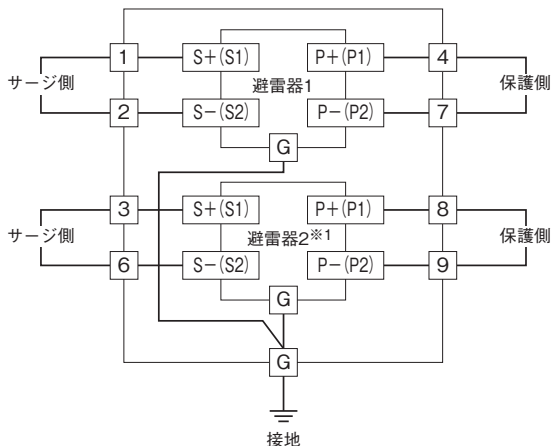 1 S+(S1) P+(P1) 4
サージ側 避雷器1 保護側
2 S−(S2) P−(P2) 7
G
3 S+(S1) P+(P1) 8
サージ側 避雷器2※1 保護側
6 S−(S2) P−(P2) 9
G
G
接地